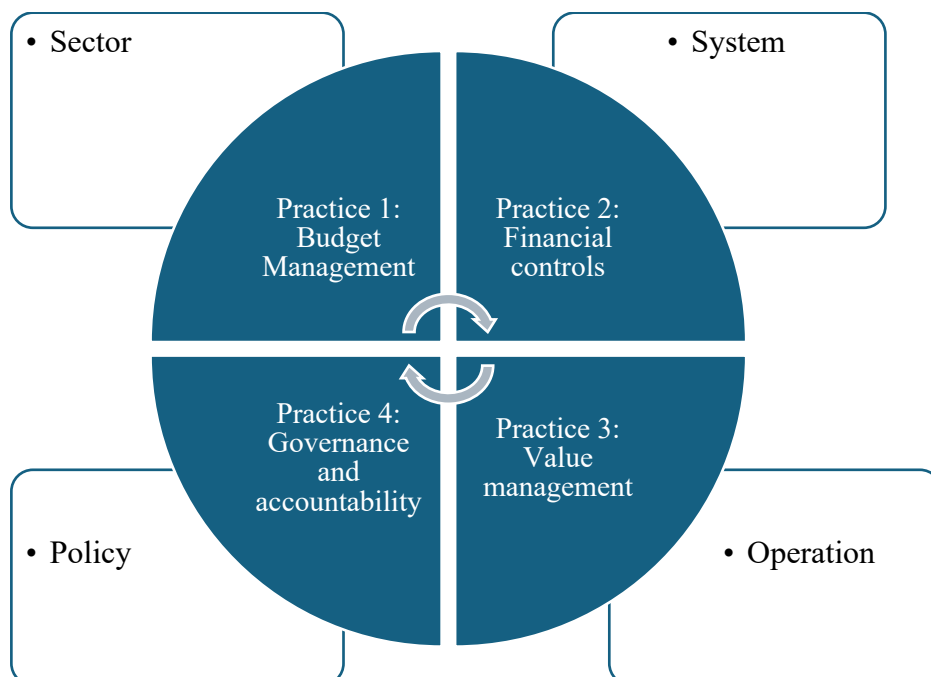 • Sector
• System
Practice 1:
Budget
Management
Practice 2:
Financial
controls
Practice 4:
Governance
and
accountability
Practice 3:
Value
management
• Policy
• Operation